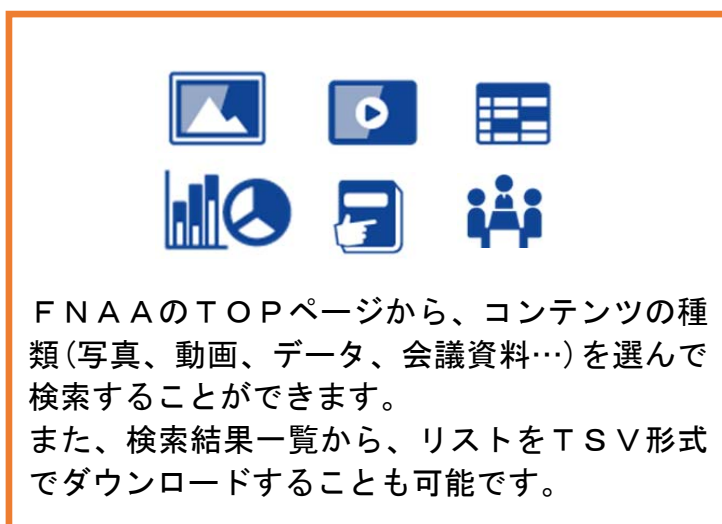 ＦＮＡＡのＴＯＰページから、コンテンツの種
類(写真、動画、データ、会議資料…)を選んで
検索することができます。
また、検索結果一覧から、リストをＴＳＶ形式
でダウンロードすることも可能です。